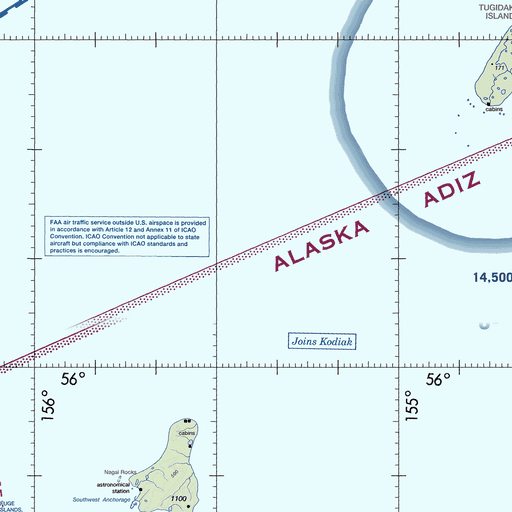 TUGIDAK
ISLAND
171
cabins
ALASKA ADIZ
FAA air traffic service outside U.S. airspace is provided
in accordance with Article 12 and Annex 11 of ICAO
Convention. ICAO Convention not applicable to state
aircraft but compliance with ICAO standards and
practices is encouraged.
14,500
Joins Kodiak
56°
56°
156°
155°
cabins
Nagai Rocks
astronomical
station
Southwest Anchorage
1100